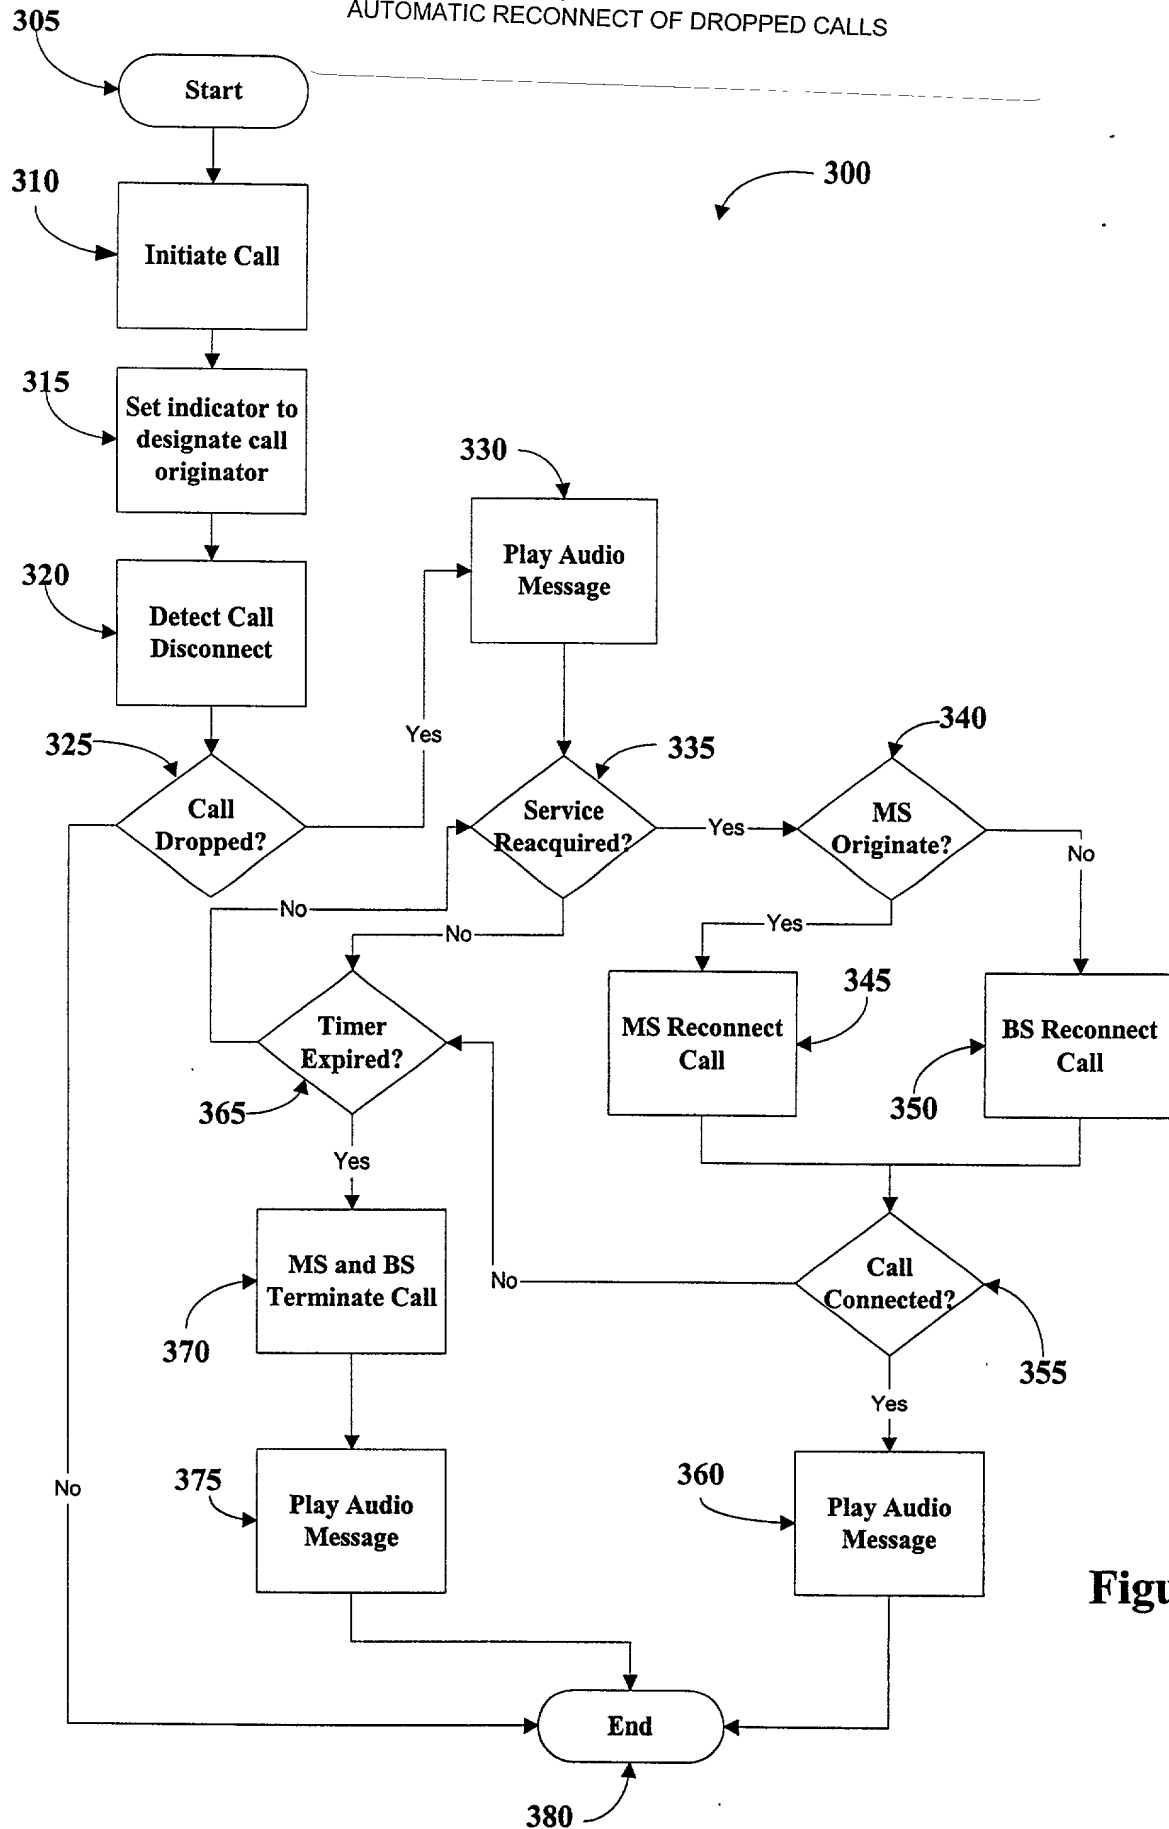 AUTOMATIC RECONNECT OF DROPPED CALLS
305
Start
300
310
Initiate Call
315
Set indicator to
designate call
originator
330
Play Audio
Message
320
Detect Call
Disconnect
325
Call
Dropped?
Yes
No
335
Service
Reacquired?
Yes
No
340
MS
Originate?
Yes
No
345
MS Reconnect
Call
350
BS Reconnect
Call
365
Timer
Expired?
No
Yes
355
Call
Connected?
No
Yes
370
MS and BS
Terminate Call
375
Play Audio
Message
360
Play Audio
Message
End
380